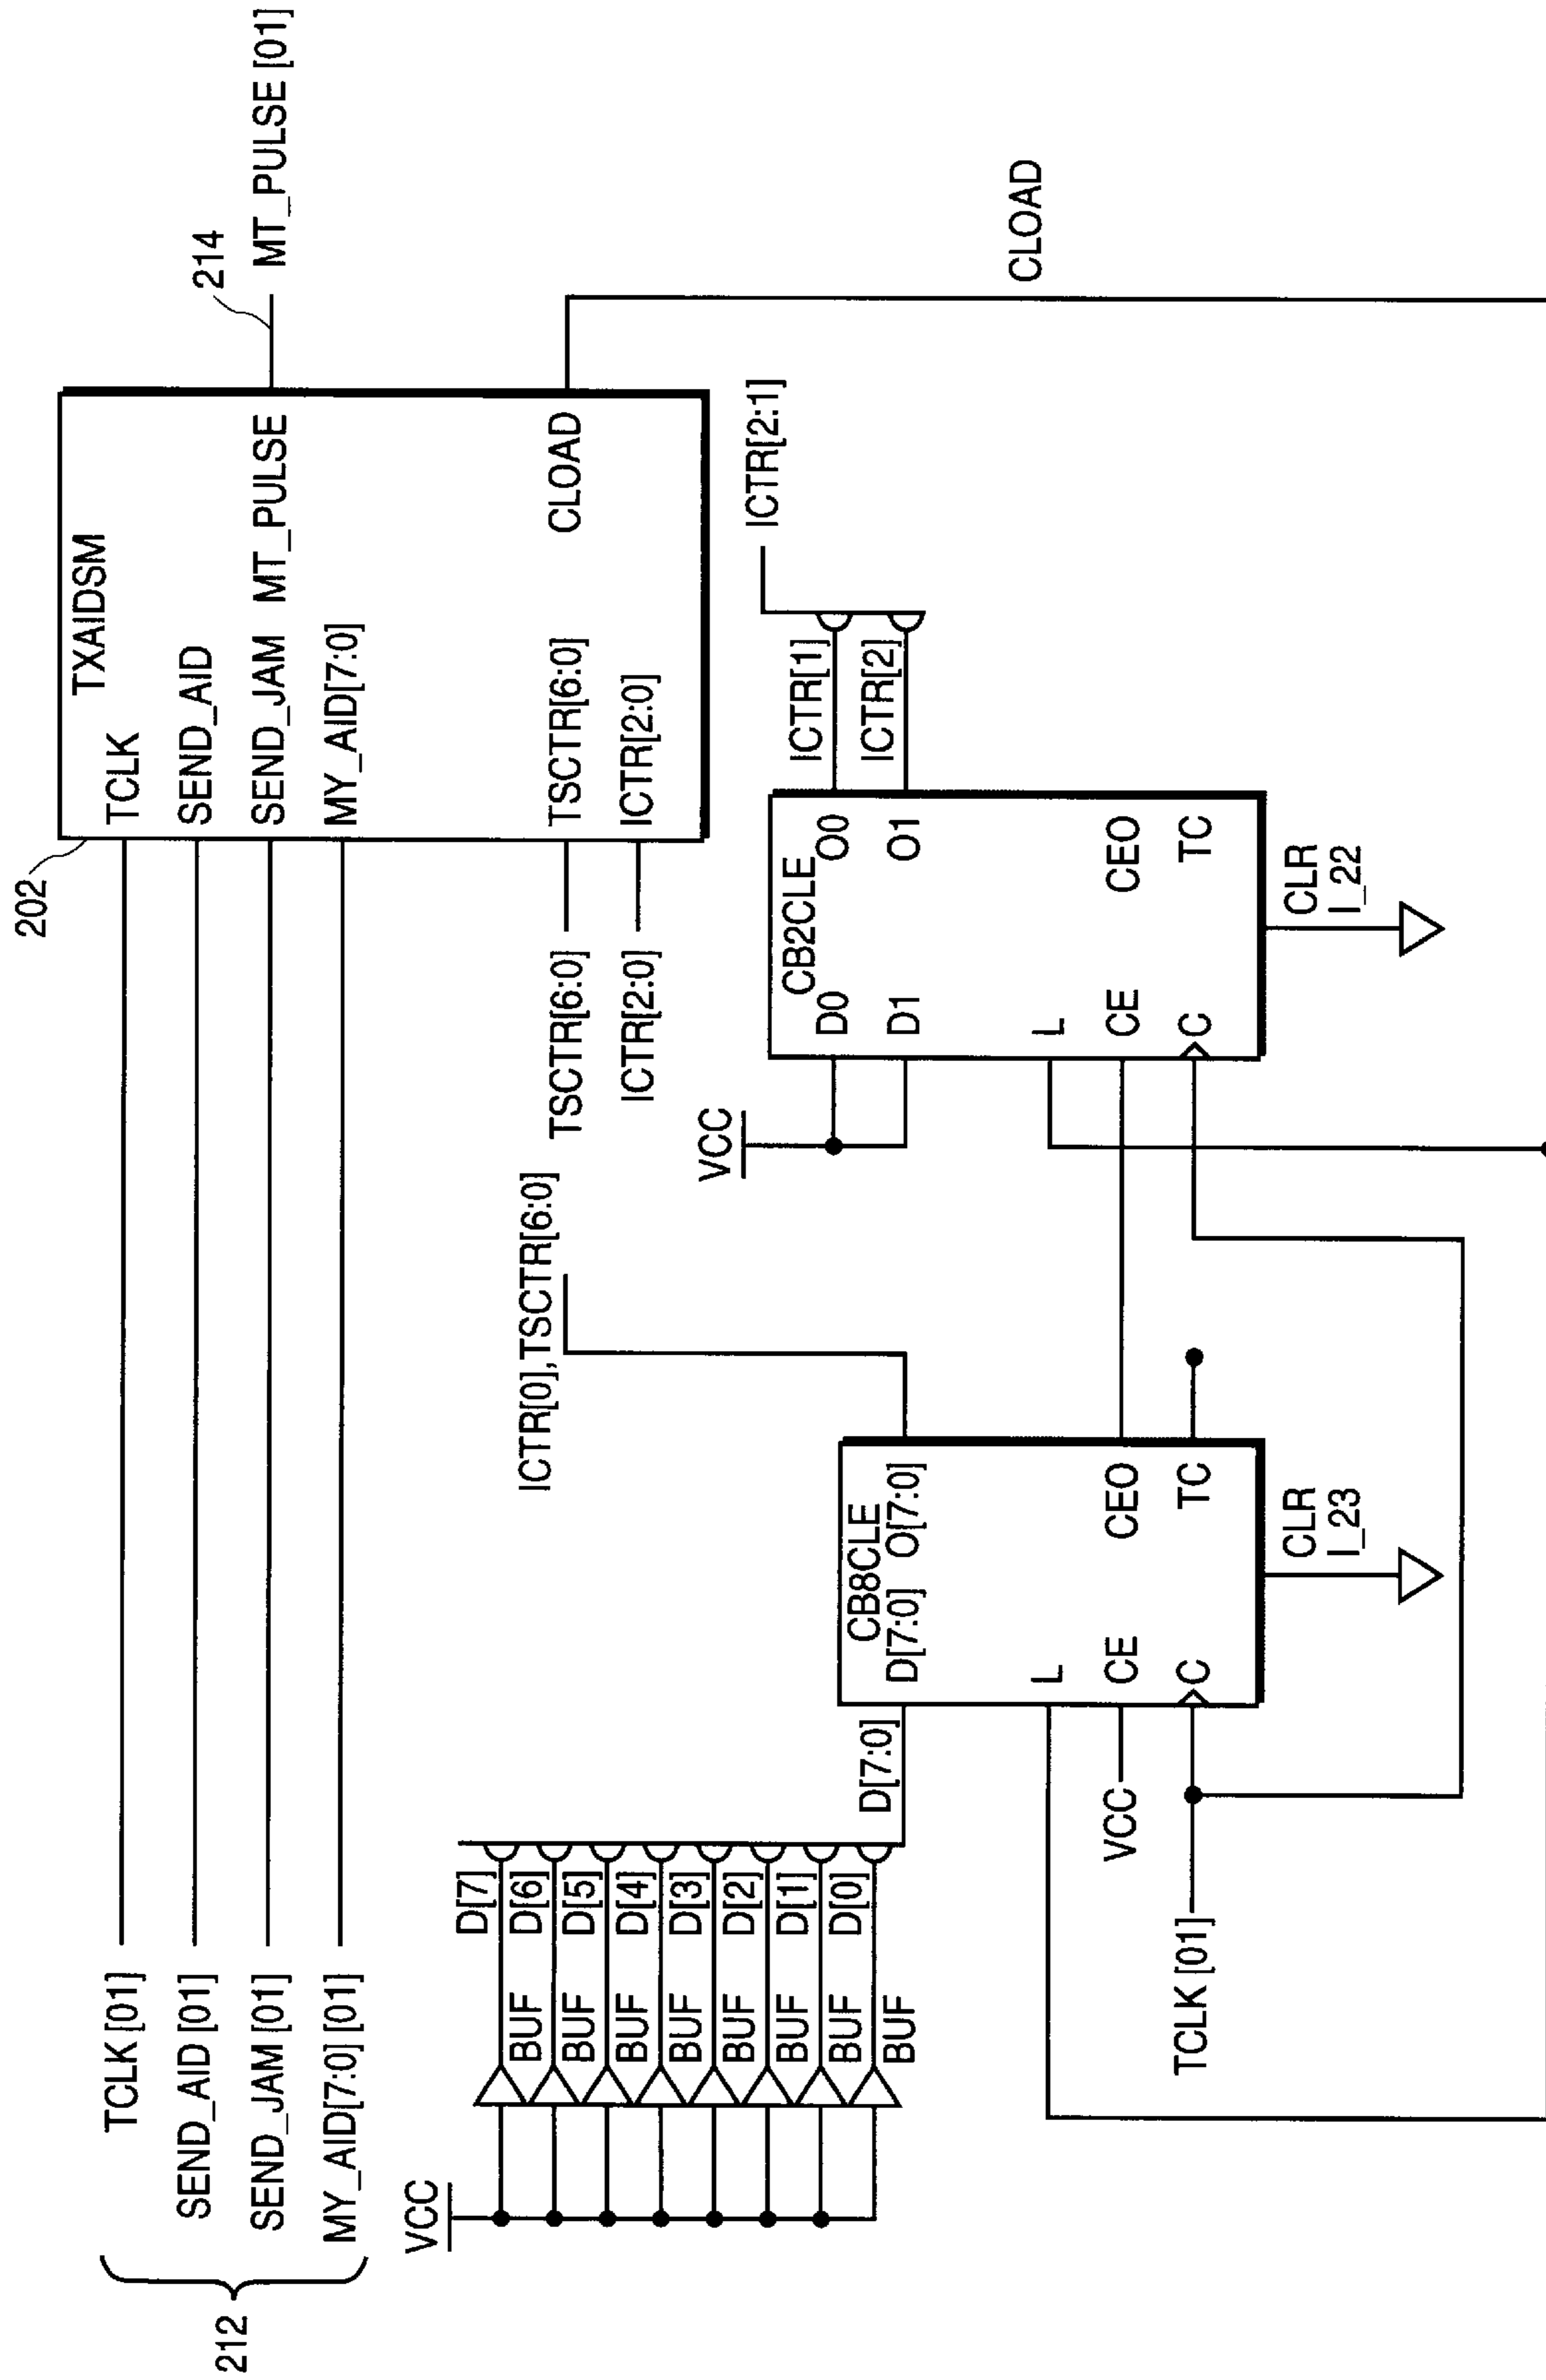 202
TXAIDSM
TCLK [01]
TCLK
SEND_AID [01]
SEND_AID
214
SEND_JAM [01]
SEND_JAM
MT_PULSE
MT_PULSE [01]
MY_AID[7:0] [01]
MY_AID[7:0]
212
TSCTR[6:0]
TSCTR[6:0]
CLOAD
ICTR[2:0]
ICTR[2:0]
CLOAD
VCC
D[7]
BUF
D[6]
BUF
D[5]
BUF
D[4]
BUF
D[3]
BUF
D[2]
BUF
D[1]
BUF
D[0]
BUF
D[7:0]
ICTR[0],TSCTR[6:0]
CB8CLE
D[7:0]
O[7:0]
L
VCC
CE
CEO
TCLK [01]
C
TC
CLR
I_23
VCC
CB2CLE
D0
O0
ICTR[1]
D1
O1
ICTR[2]
ICTR[2:1]
L
CE
CEO
C
TC
CLR
I_22